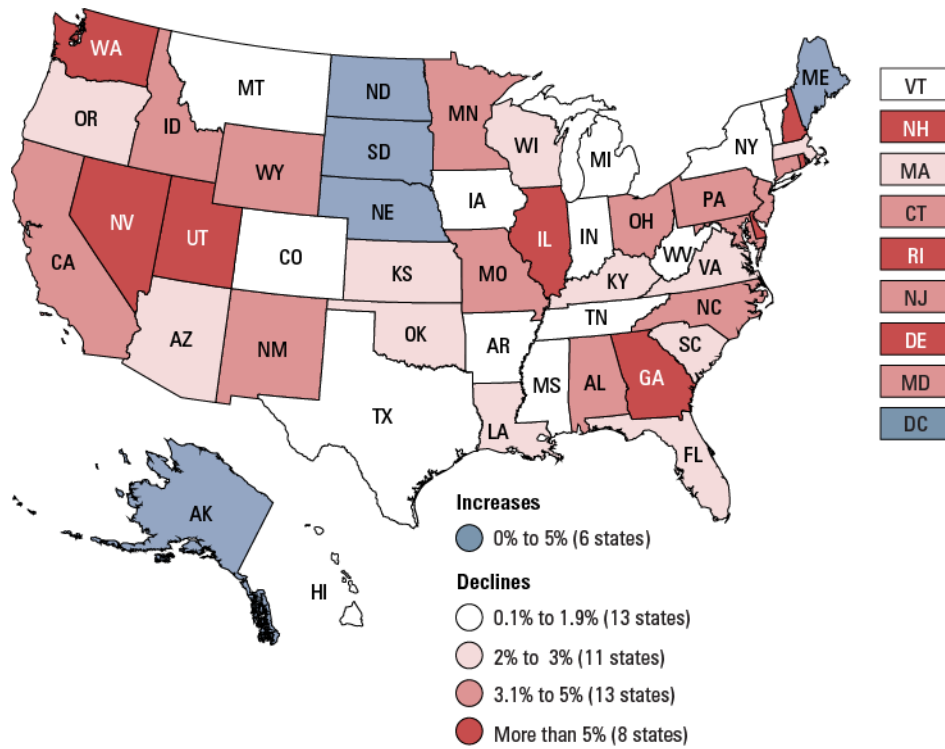 WA
MT
ND
MN
ME
OR
ID
SD
WI
MI
NY
WY
IA
NE
PA
NV
UT
CO
IL
IN
OH
WV
VA
CA
KS
MO
KY
NC
AZ
NM
OK
AR
TN
SC
TX
LA
MS
AL
GA
FL
AK
HI
VT
NH
MA
CT
RI
NJ
DE
MD
DC
Increases
0% to 5% (6 states)
Declines
0.1% to 1.9% (13 states)
2% to 3% (11 states)
3.1% to 5% (13 states)
More than 5% (8 states)